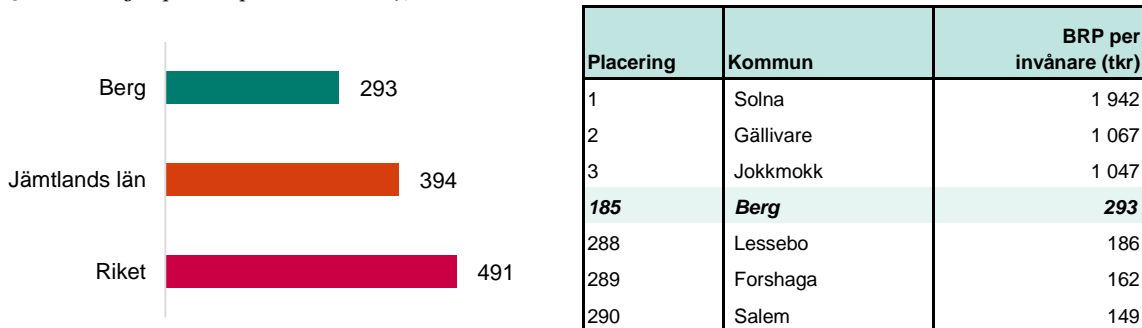 Berg 293
Jämtlands län 394
Riket 491
Placering Kommun BRP per invånare (tkr)
1 Solna 1 942
2 Gällivare 1 067
3 Jokkmokk 1 047
185 Berg 293
288 Lessebo 186
289 Forshaga 162
290 Salem 149